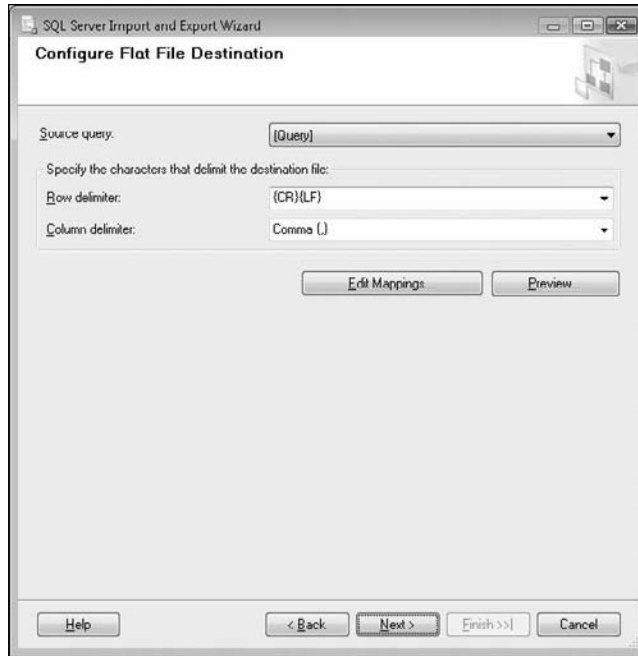 SQL Server Import and Export Wizard
Configure Flat File Destination
Source query:
[Query]
Specify the characters that delimit the destination file:
Row delimiter:
{CR}{LF}
Column delimiter:
Comma {,}
Edit Mappings...
Preview...
Help
< Back
Next >
Finish >>|
Cancel